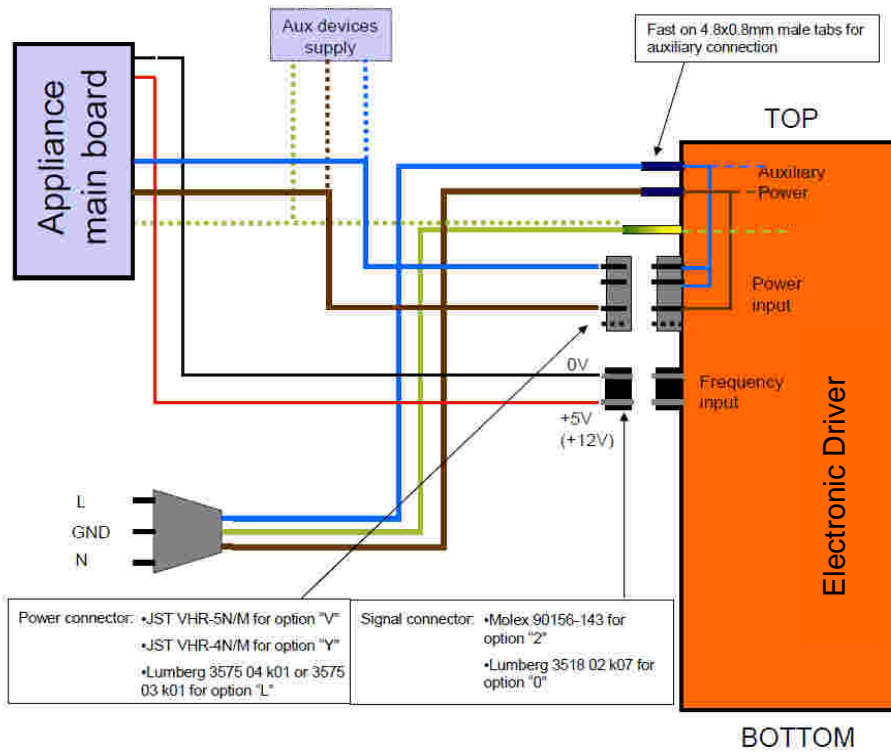 Aux devices
supply
Fast on 4.8x0.8mm male tabs for
auxiliary connection
Appliance
main board
TOP
Auxiliary
Power
Power
input
0V
Frequency
input
+5V
(+12V)
Electronic Driver
L
GND
N
Power connector: •JST VHR-5N/M for option "V"
•JST VHR-4N/M for option "Y"
•Lumberg 3575 04 k01 or 3575
03 k01 for option "L"
Signal connector: •Molex 90156-143 for
option "2"
•Lumberg 3518 02 k07 for
option "0"
BOTTOM